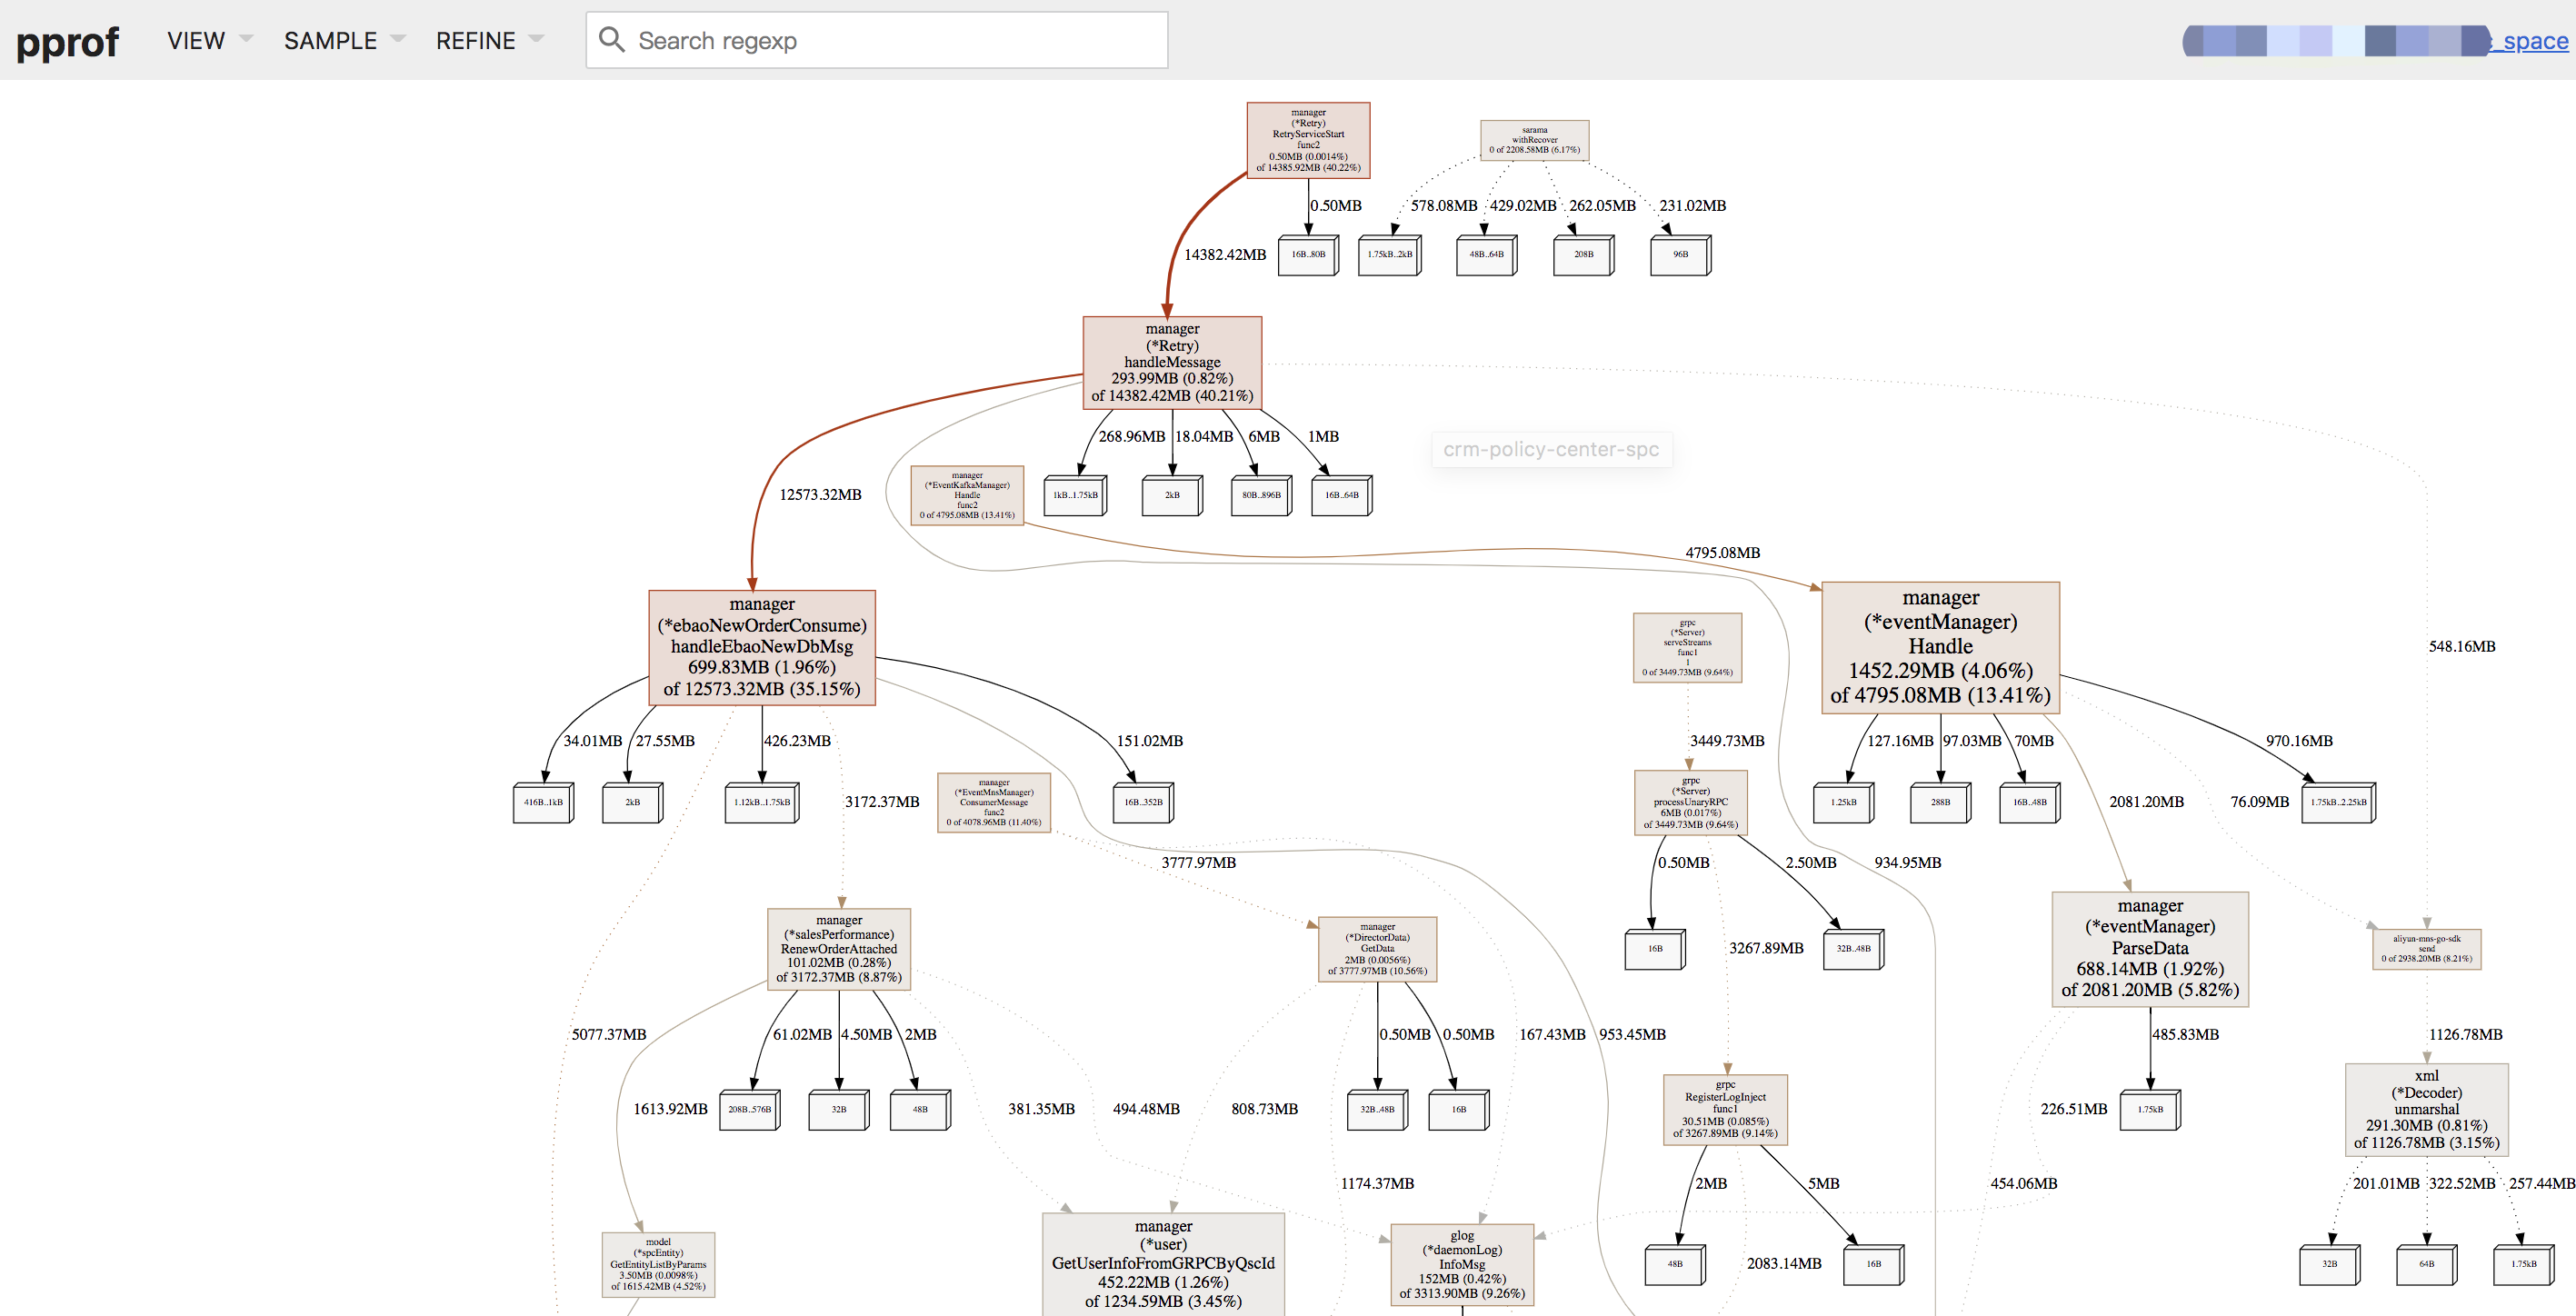 pprof
VIEW
SAMPLE
REFINE
Search regexp
_space
manager
(*Retry)
RetryServiceStart
func2
0.50MB (0.0014%)
of 14385.92MB (40.22%)
sarama
withRecover
0 of 2208.58MB (6.17%)
0.50MB
578.08MB
429.02MB
262.05MB
231.02MB
14382.42MB
16B..80B
1.75kB..2kB
48B..64B
208B
96B
manager
(*Retry)
handleMessage
293.99MB (0.82%)
of 14382.42MB (40.21%)
268.96MB
18.04MB
6MB
1MB
crm-policy-center-spc
12573.32MB
manager
(*EventKafkaManager)
Handle
func2
0 of 4795.08MB (13.41%)
1kB..1.75kB
2kB
80B..896B
16B..64B
4795.08MB
manager
(*ebaoNewOrderConsume)
handleEbaoNewDbMsg
699.83MB (1.96%)
of 12573.32MB (35.15%)
grpc
(*Server)
serveStreams
func1
1
0 of 3449.73MB (9.64%)
manager
(*eventManager)
Handle
1452.29MB (4.06%)
of 4795.08MB (13.41%)
548.16MB
34.01MB
27.55MB
426.23MB
151.02MB
3449.73MB
127.16MB
97.03MB
70MB
970.16MB
416B..1kB
2kB
1.12kB..1.75kB
3172.37MB
manager
(*EventMnsManager)
ConsumerMessage
func2
0 of 4078.96MB (11.40%)
16B..352B
grpc
(*Server)
processUnaryRPC
6MB (0.017%)
of 3449.73MB (9.64%)
1.25kB
288B
16B..48B
2081.20MB
76.09MB
1.75kB..2.25kB
3777.97MB
0.50MB
2.50MB
934.95MB
manager
(*salesPerformance)
RenewOrderAttached
101.02MB (0.28%)
of 3172.37MB (8.87%)
manager
(*DirectorData)
GetData
2MB (0.0056%)
of 3777.97MB (10.56%)
16B
3267.89MB
32B..48B
manager
(*eventManager)
ParseData
688.14MB (1.92%)
of 2081.20MB (5.82%)
aliyun-mns-go-sdk
send
0 of 2938.20MB (8.21%)
5077.37MB
61.02MB
4.50MB
2MB
0.50MB
0.50MB
167.43MB
953.45MB
485.83MB
1126.78MB
1613.92MB
208B..576B
32B
48B
381.35MB
494.48MB
808.73MB
32B..48B
16B
grpc
RegisterLogInject
func1
30.51MB (0.085%)
of 3267.89MB (9.14%)
226.51MB
1.75kB
xml
(*Decoder)
unmarshal
291.30MB (0.81%)
of 1126.78MB (3.15%)
1174.37MB
2MB
5MB
454.06MB
201.01MB
322.52MB
257.44MB
model
(*spcEntity)
GetEntityListByParams
3.50MB (0.0098%)
of 1615.42MB (4.52%)
manager
(*user)
GetUserInfoFromGRPCByQscId
452.22MB (1.26%)
of 1234.59MB (3.45%)
glog
(*daemonLog)
InfoMsg
152MB (0.42%)
of 3313.90MB (9.26%)
48B
2083.14MB
16B
32B
64B
1.75kB